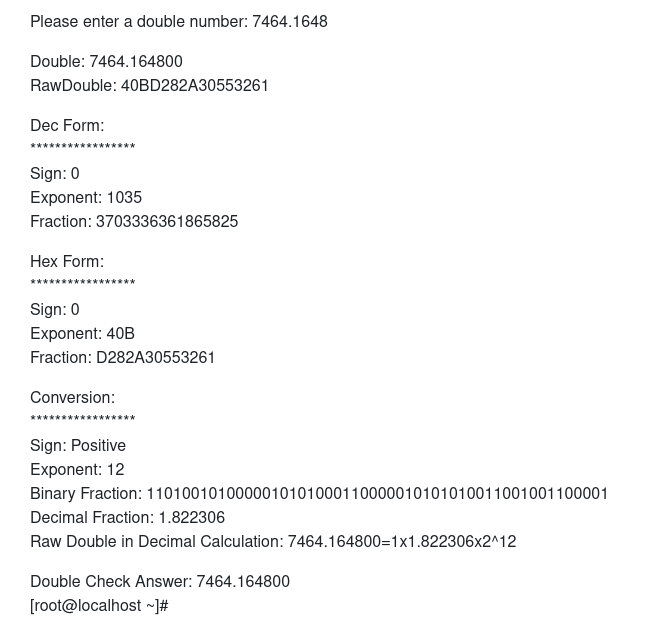 Please enter a double number: 7464.1648
Double: 7464.164800
RawDouble: 40BD282A30553261
Dec Form:
*****************
Sign: 0
Exponent: 1035
Fraction: 3703336361865825
Hex Form:
*****************
Sign: 0
Exponent: 40B
Fraction: D282A30553261
Conversion:
*****************
Sign: Positive
Exponent: 12
Binary Fraction: 1101001010000010101000110000010101010011001001100001
Decimal Fraction: 1.822306
Raw Double in Decimal Calculation: 7464.164800=1x1.822306x2^12
Double Check Answer: 7464.164800
[root@localhost ~]#